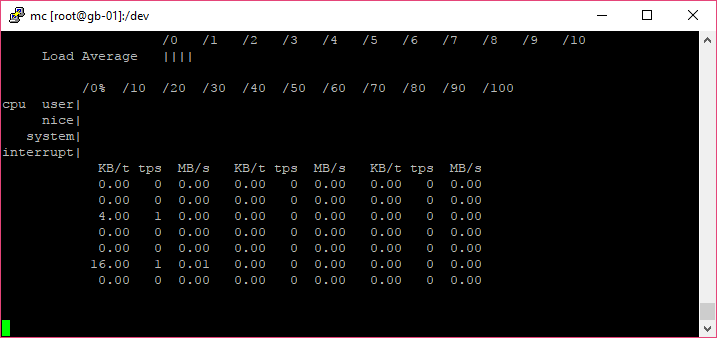 mc [root@gb-01]:/dev
/0 /1 /2 /3 /4 /5 /6 /7 /8 /9 /10
Load Average ||||
/0% /10 /20 /30 /40 /50 /60 /70 /80 /90 /100
cpu user|
nice|
system|
interrupt|
KB/t tps MB/s KB/t tps MB/s KB/t tps MB/s
0.00 0 0.00 0.00 0 0.00 0.00 0 0.00
0.00 0 0.00 0.00 0 0.00 0.00 0 0.00
4.00 1 0.00 0.00 0 0.00 0.00 0 0.00
0.00 0 0.00 0.00 0 0.00 0.00 0 0.00
0.00 0 0.00 0.00 0 0.00 0.00 0 0.00
16.00 1 0.01 0.00 0 0.00 0.00 0 0.00
0.00 0 0.00 0.00 0 0.00 0.00 0 0.00